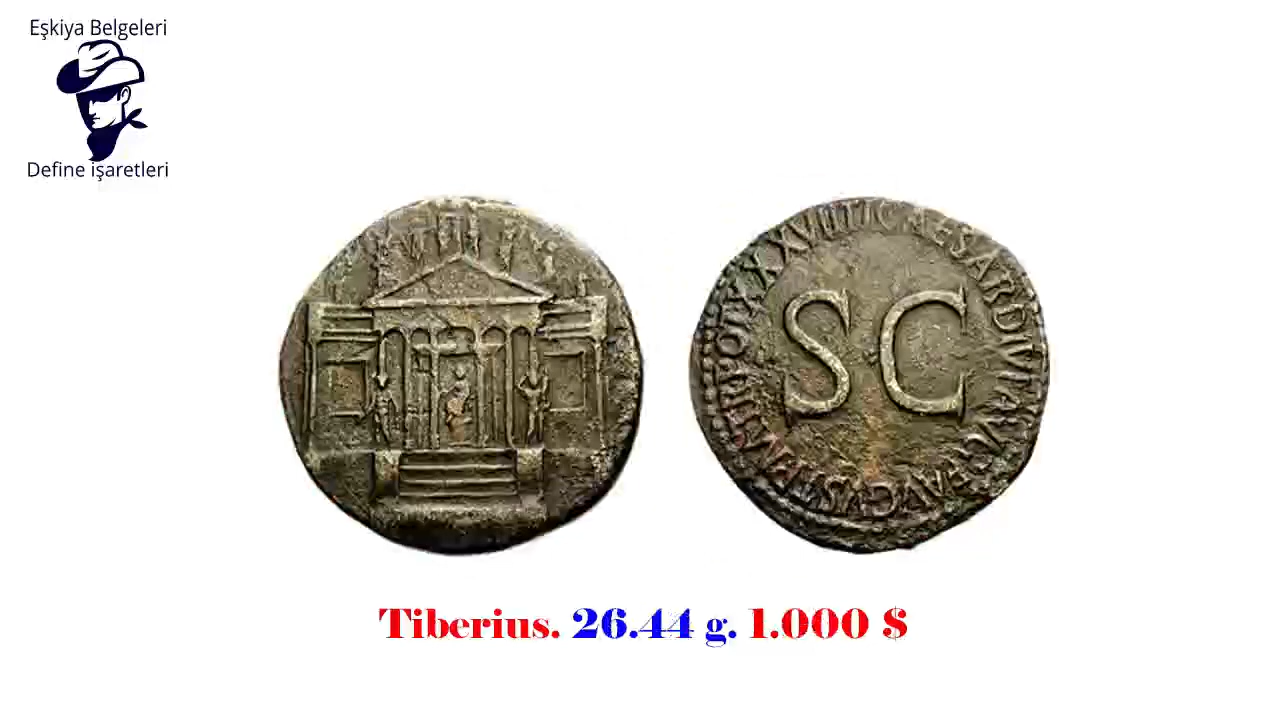 Eşkiya Belgeleri
Define işaretleri
SC
Tiberius. 26.44 g. 1.000 $